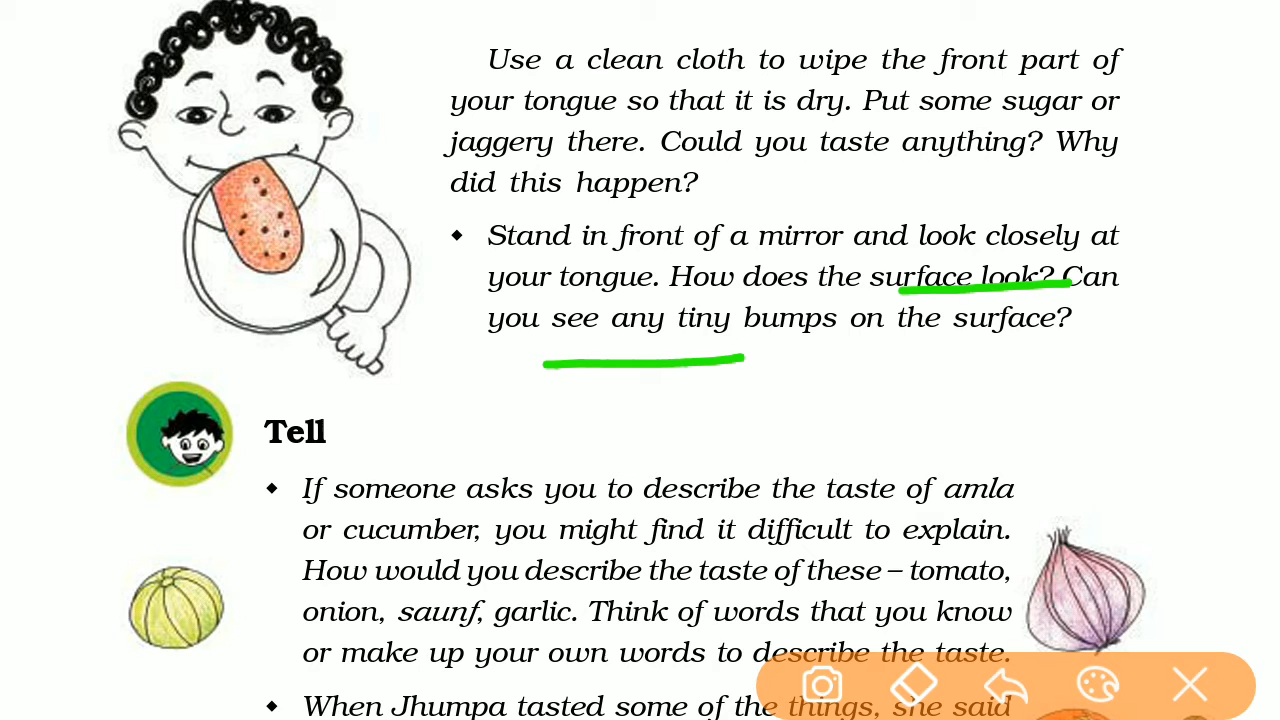 Use a clean cloth to wipe the front part of
your tongue so that it is dry. Put some sugar or
jaggery there. Could you taste anything? Why
did this happen?
◆ Stand in front of a mirror and look closely at
your tongue. How does the surface look? Can
you see any tiny bumps on the surface?
Tell
◆ If someone asks you to describe the taste of amla
or cucumber, you might find it difficult to explain.
How would you describe the taste of these – tomato,
onion, saunf, garlic. Think of words that you know
or make up your own words to describe the taste.
◆ When Jhumpa tasted some of the things, she said